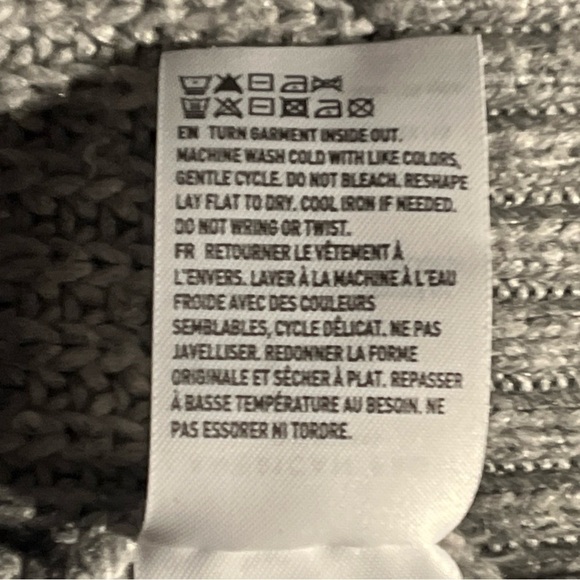 EN TURN GARMENT INSIDE OUT.
MACHINE WASH COLD WITH LIKE COLORS,
GENTLE CYCLE. DO NOT BLEACH. RESHAPE
LAY FLAT TO DRY. COOL IRON IF NEEDED.
DO NOT WRING OR TWIST.
FR RETOURNER LE VÊTEMENT À
L'ENVERS. LAVER À LA MACHINE À L'EAU
FROIDE AVEC DES COULEURS
SEMBLABLES, CYCLE DÉLICAT. NE PAS
JAVELLISER. REDONNER LA FORME
ORIGINALE ET SÉCHER À PLAT. REPASSER
À BASSE TEMPÉRATURE AU BESOIN. NE
PAS ESSORER NI TORDRE.